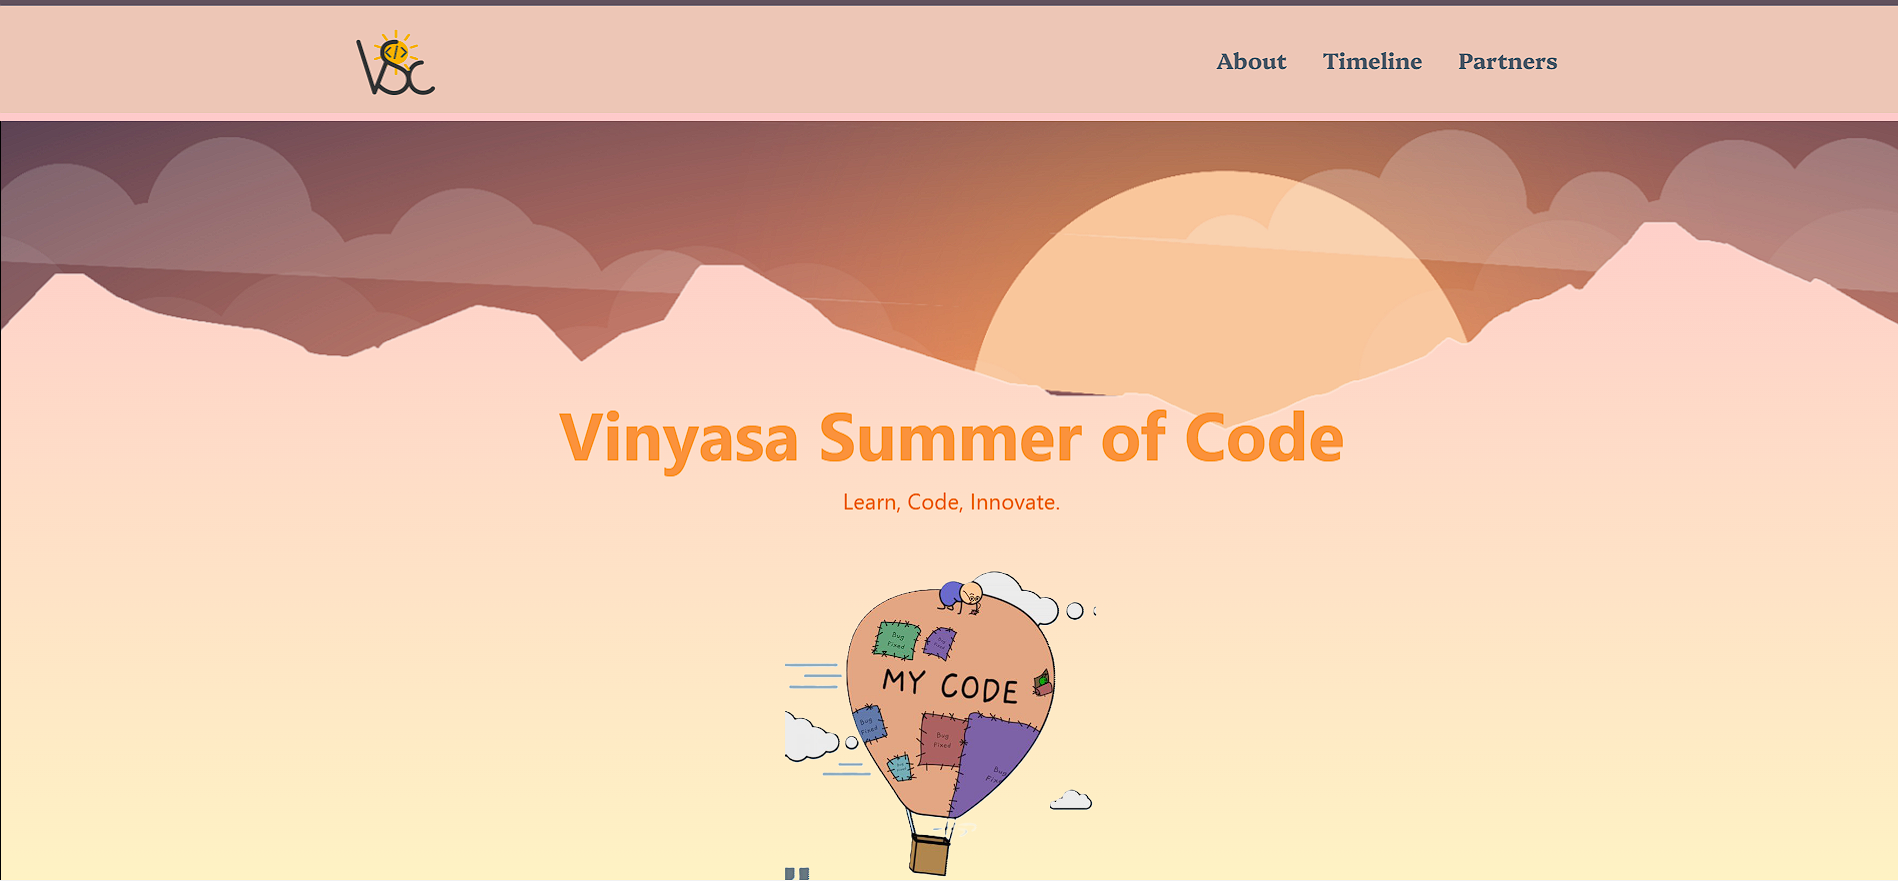 VSC
</>
About Timeline Partners
Vinyasa Summer of Code
Learn, Code, Innovate.
Bug
Fixed
MY CODE
Bug
Fixed
Bug
Fixed
Bug